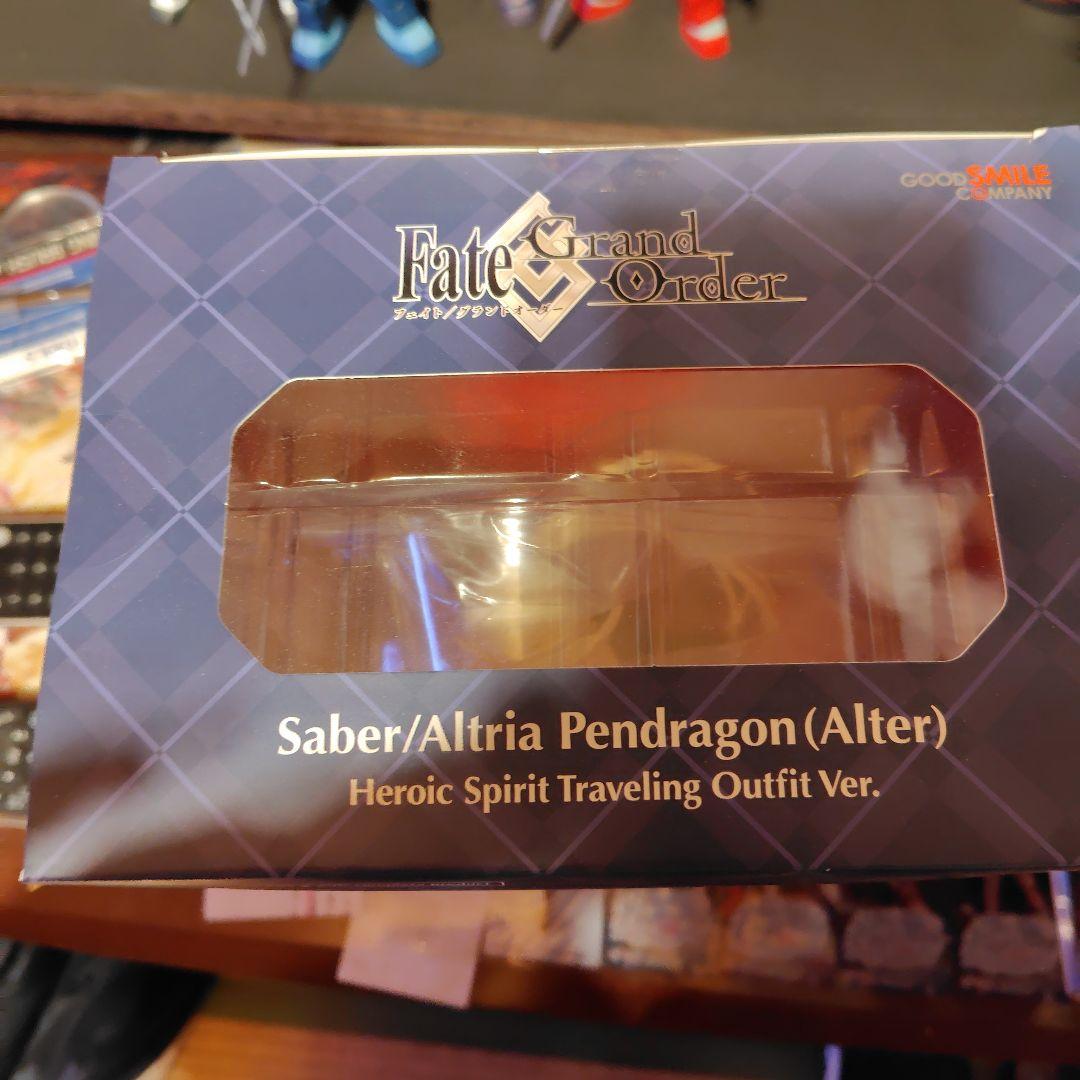 GOOD SMILE
COMPANY
Fate Grand
Order
フェイト/グランドオーダー
Saber/Altria Pendragon (Alter)
Heroic Spirit Traveling Outfit Ver.